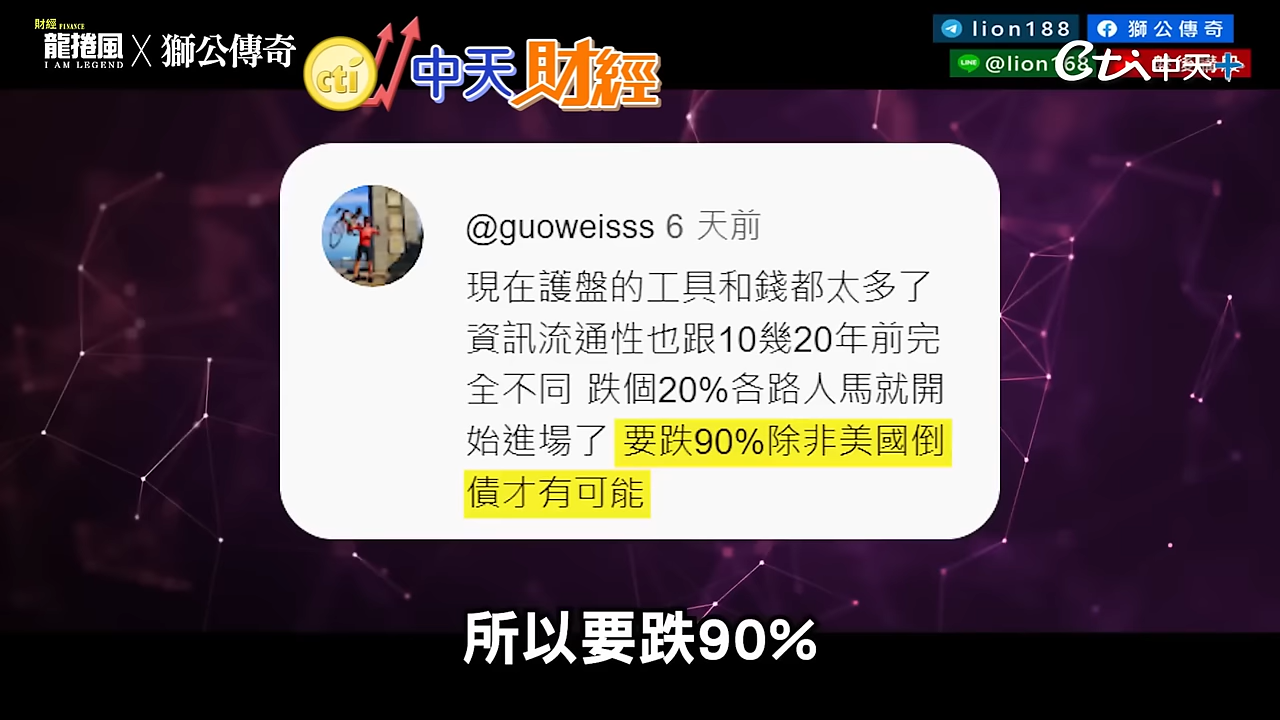 財經 FINANCE
龍捲風 X 獅公傳奇
I AM LEGEND
cti 中天財經
lion188
獅公傳奇
@lion168
cti 中天+
@guoweisss 6 天前
現在護盤的工具和錢都太多了
資訊流通性也跟10幾20年前完
全不同 跌個20%各路人馬就開
始進場了 要跌90%除非美國倒
債才有可能
所以要跌90%